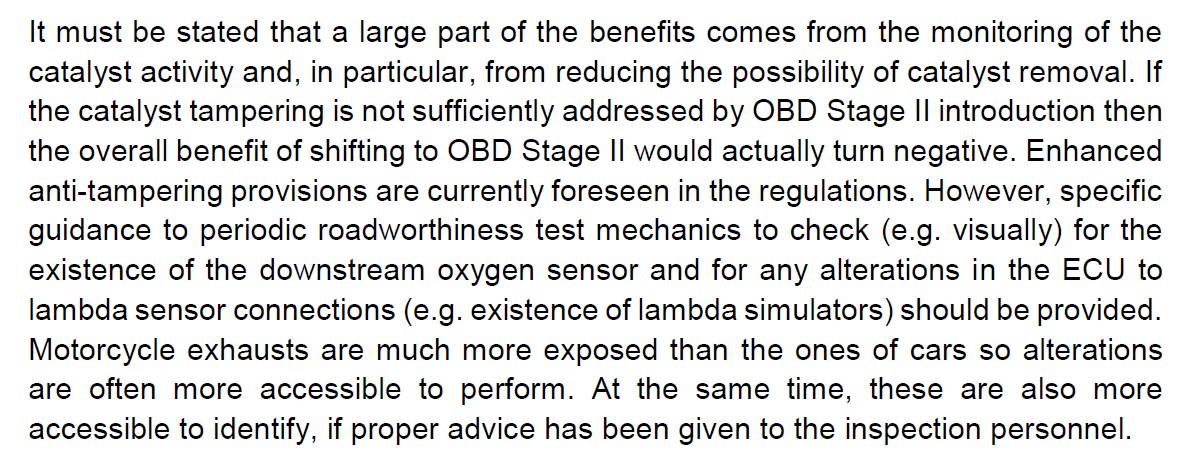 It must be stated that a large part of the benefits comes from the monitoring of the
catalyst activity and, in particular, from reducing the possibility of catalyst removal. If
the catalyst tampering is not sufficiently addressed by OBD Stage II introduction then
the overall benefit of shifting to OBD Stage II would actually turn negative. Enhanced
anti-tampering provisions are currently foreseen in the regulations. However, specific
guidance to periodic roadworthiness test mechanics to check (e.g. visually) for the
existence of the downstream oxygen sensor and for any alterations in the ECU to
lambda sensor connections (e.g. existence of lambda simulators) should be provided.
Motorcycle exhausts are much more exposed than the ones of cars so alterations
are often more accessible to perform. At the same time, these are also more
accessible to identify, if proper advice has been given to the inspection personnel.